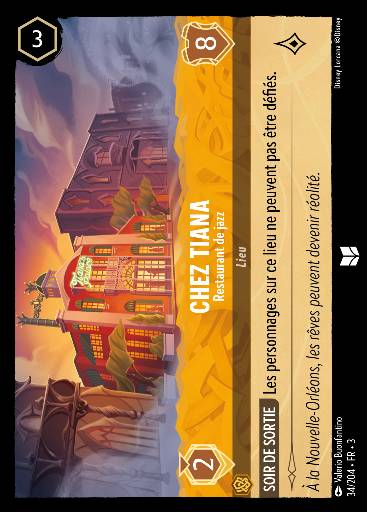 3
8
CHEZ TIANA
Restaurant de jazz
Lieu
2
SOIR DE SORTIE Les personnages sur ce lieu ne peuvent pas être défiés.
À la Nouvelle-Orléans, les rêves peuvent devenir réalité.
Valerio Buonfantino
34/204 • FR • 3
Disney Lorcana ©Disney